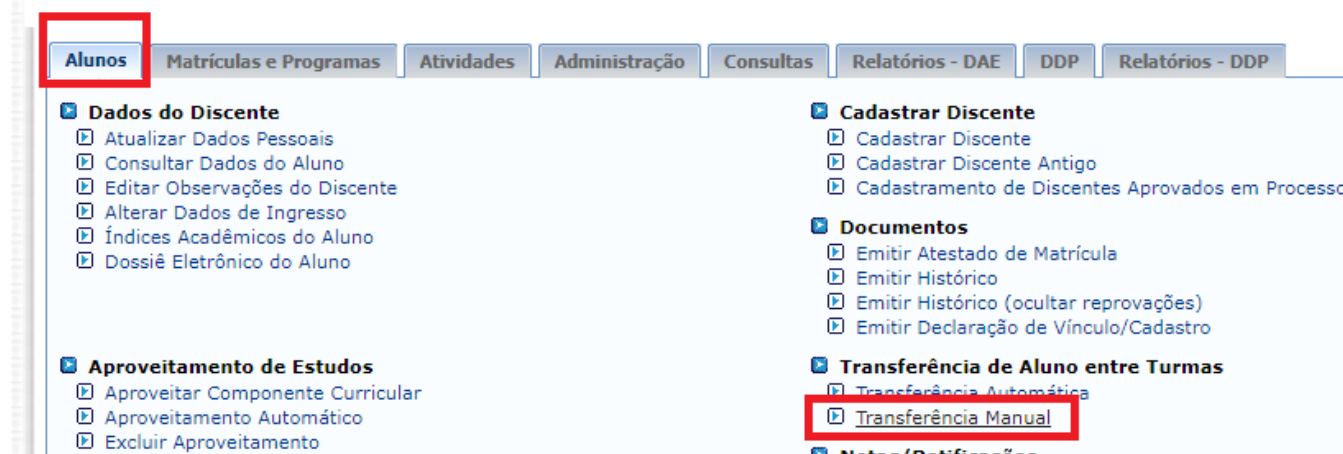 Alunos Matrículas e Programas Atividades Administração Consultas Relatórios - DAE DDP Relatórios - DDP
Dados do Discente
Atualizar Dados Pessoais
Consultar Dados do Aluno
Editar Observações do Discente
Alterar Dados de Ingresso
Índices Acadêmicos do Aluno
Dossiê Eletrônico do Aluno
Aproveitamento de Estudos
Aproveitar Componente Curricular
Aproveitamento Automático
Excluir Aproveitamento
Cadastrar Discente
Cadastrar Discente
Cadastrar Discente Antigo
Cadastramento de Discentes Aprovados em Processo
Documentos
Emitir Atestado de Matrícula
Emitir Histórico
Emitir Histórico (ocultar reprovações)
Emitir Declaração de Vínculo/Cadastro
Transferência de Aluno entre Turmas
Transferência Automática
Transferência Manual